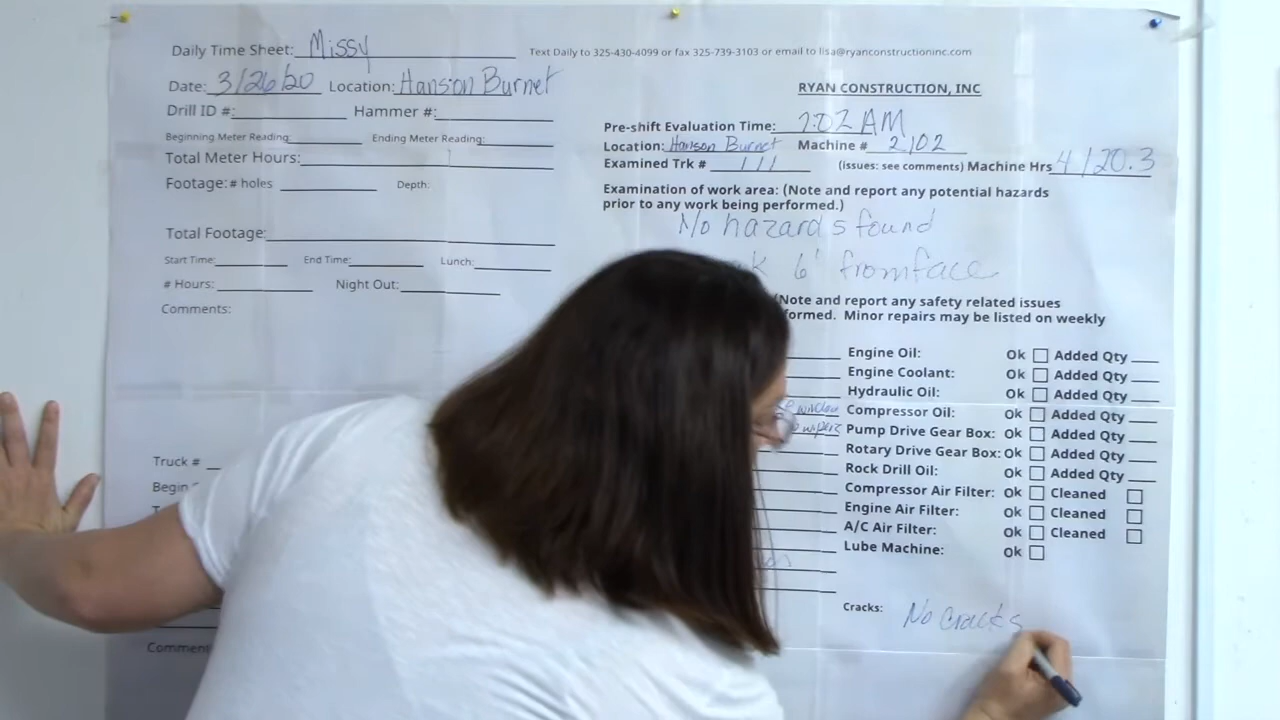 Daily Time Sheet: Missy
Text Daily to 325-430-4099 or fax 325-739-3103 or email to lisa@ryanconstructioninc.com
Date: 3/26/20 Location: Hanson Burnet
Drill ID #: Hammer #:
Beginning Meter Reading: Ending Meter Reading:
Total Meter Hours:
Footage: # holes Depth:
Total Footage:
Start Time: End Time: Lunch:
# Hours: Night Out:
Comments:
Truck #
Begin
Comment
RYAN CONSTRUCTION, INC
Pre-shift Evaluation Time: 7:02 AM
Location: Hanson Burnet Machine # 2102
Examined Trk # 111 (issues: see comments) Machine Hrs 4120.3
Examination of work area: (Note and report any potential hazards
prior to any work being performed.)
No hazards found
6' from face
(Note and report any safety related issues
formed. Minor repairs may be listed on weekly
Engine Oil: Ok Added Qty
Engine Coolant: Ok Added Qty
Hydraulic Oil: Ok Added Qty
Compressor Oil: Ok Added Qty
wipers Pump Drive Gear Box: Ok Added Qty
Rotary Drive Gear Box: Ok Added Qty
Rock Drill Oil: Ok Added Qty
Compressor Air Filter: Ok Cleaned
Engine Air Filter: Ok Cleaned
A/C Air Filter: Ok Cleaned
Lube Machine: Ok
Cracks: No cracks